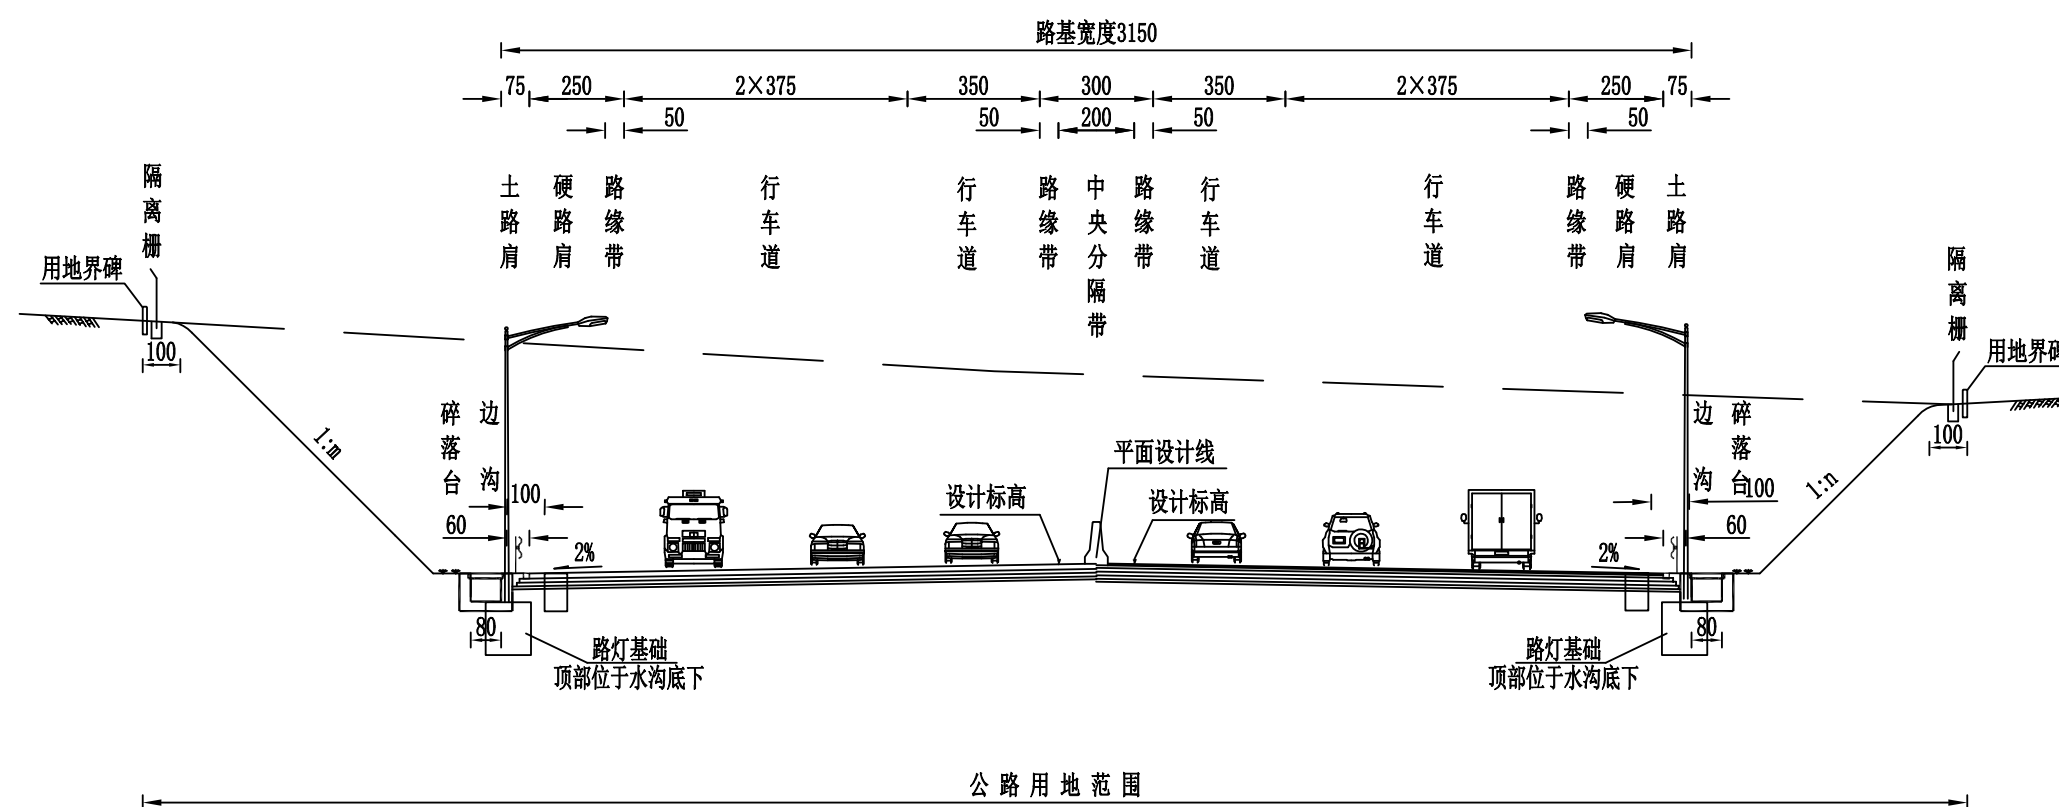 路基宽度3150
75 250 2×375 350 300 350 2×375 250 75
50 50 200 50 50
隔离栅
土路肩
硬路肩
路缘带
行车道
行车道
路缘带
中央分隔带
路缘带
行车道
行车道
路缘带
硬路肩
土路肩
隔离栅
用地界碑
100
用地界碑
100
1:m
碎落台
边沟
100
60
2%
设计标高
平面设计线
设计标高
2%
边沟
碎落台
100
60
1:n
80
路灯基础
顶部位于水沟底下
80
路灯基础
顶部位于水沟底下
R
公路用地范围